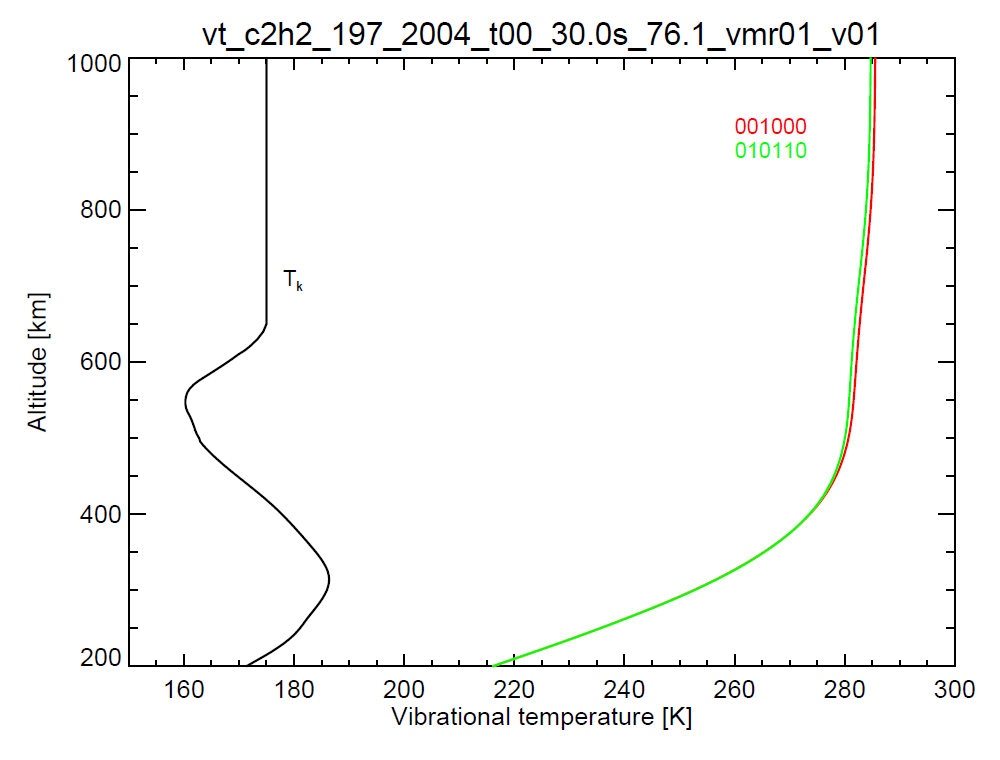 vt_c2h2_197_2004_t00_30.0s_76.1_vmr01_v01
1000
800
600
400
200
Altitude [km]
001000
010110
Tk
160 180 200 220 240 260 280 300
Vibrational temperature [K]